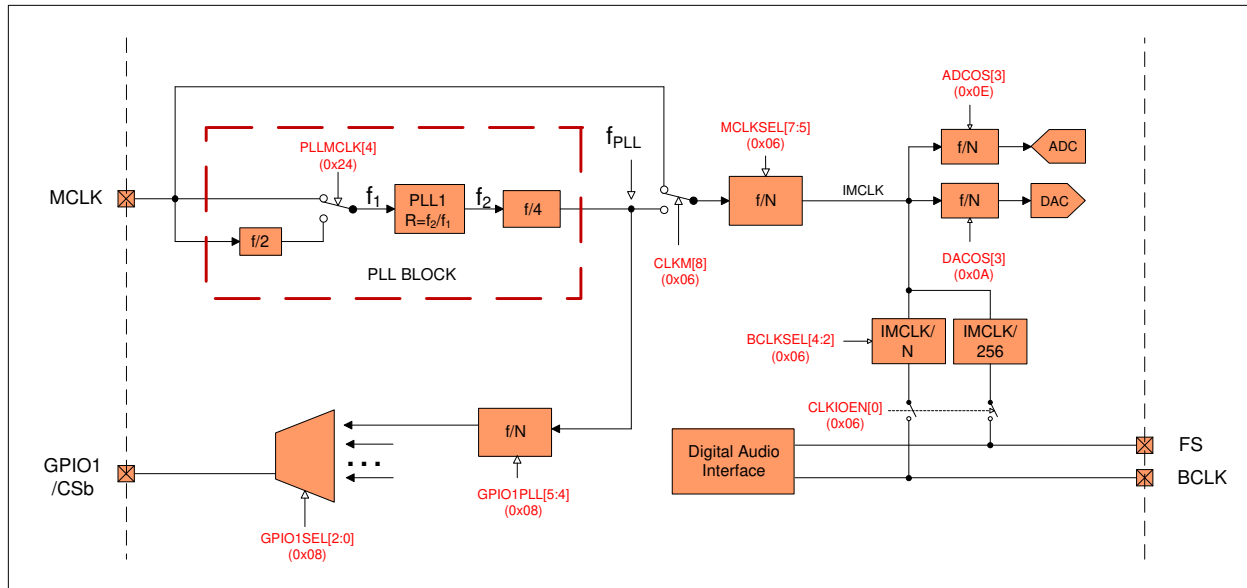 ADCOS[3]
(0x0E)
f/N
ADC
MCLKSEL[7:5]
(0x06)
f/N
IMCLK
f/N
DAC
DACOS[3]
(0x0A)
fPLL
PLLMCLK[4]
(0x24)
MCLK
f1
PLL1
R=f2/f1
f2
f/4
f/2
PLL BLOCK
CLKM[8]
(0x06)
BCLKSEL[4:2]
(0x06)
IMCLK/
N
IMCLK/
256
CLKIOEN[0]
(0x06)
GPIO1
/CSb
...
f/N
GPIO1PLL[5:4]
(0x08)
GPIO1SEL[2:0]
(0x08)
Digital Audio
Interface
FS
BCLK